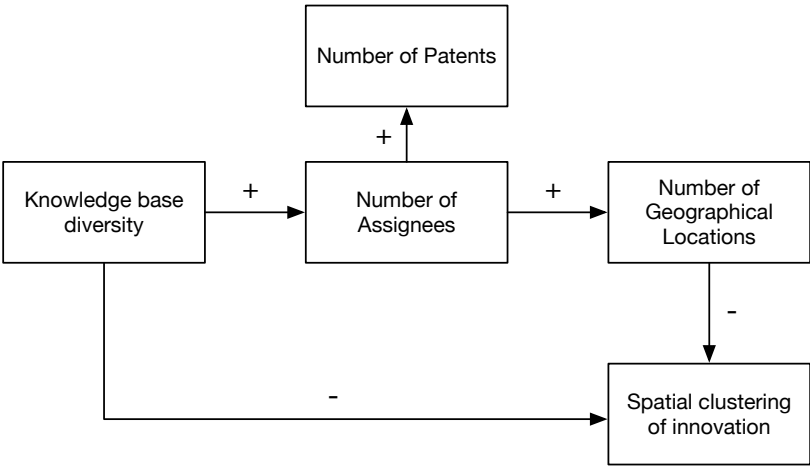 Number of Patents
+
Knowledge base
diversity
+
Number of
Assignees
+
Number of
Geographical
Locations
-
-
Spatial clustering
of innovation